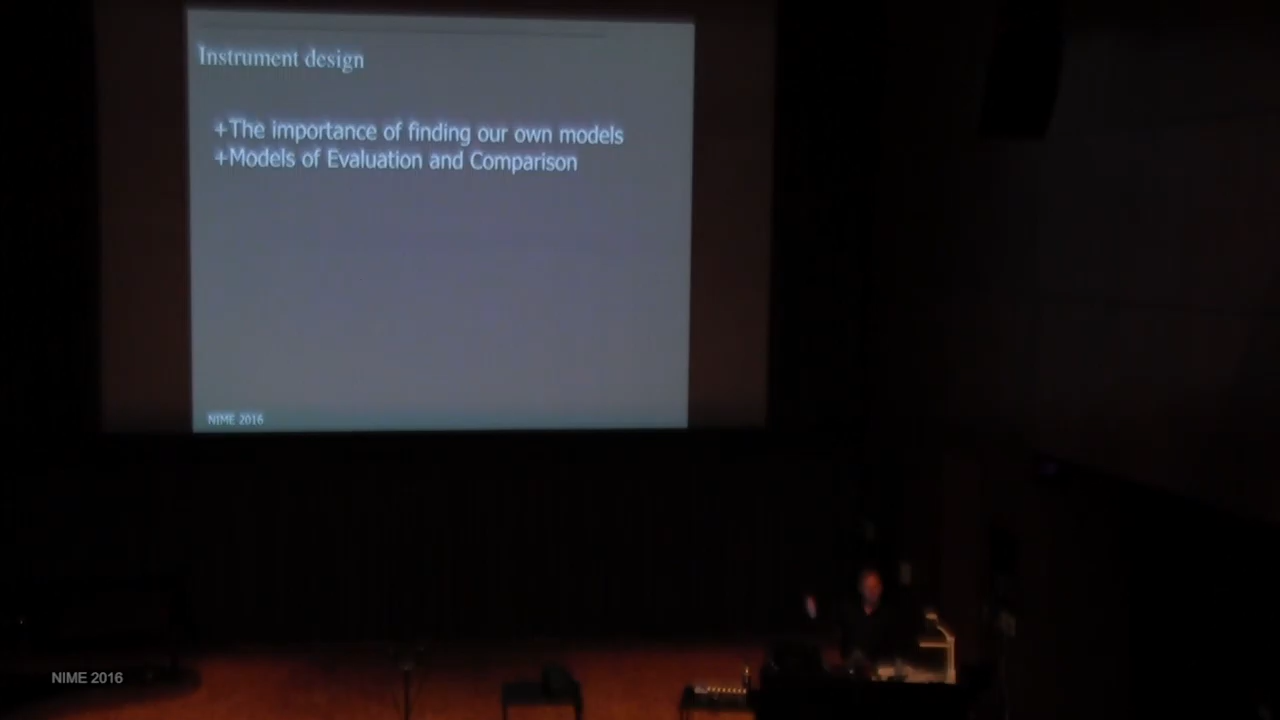 Instrument design
+The importance of finding our own models
+Models of Evaluation and Comparison
NIME 2016
NIME 2016